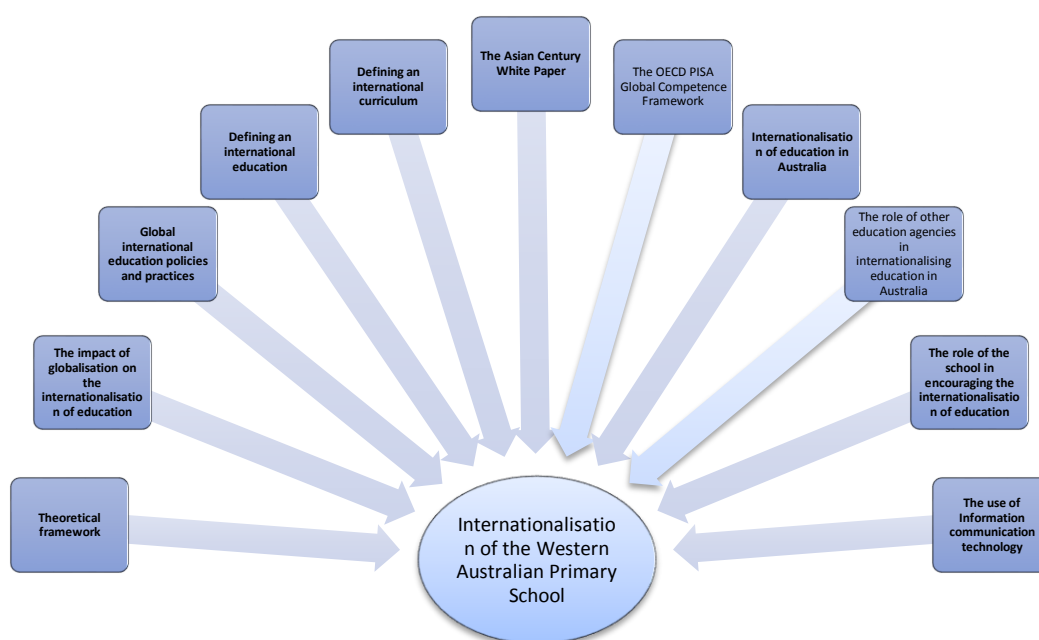 The Asian Century
White Paper
Defining an
international
curriculum
The OECD PISA
Global Competence
Framework
Defining an
international
education
Internationalisatio
n of education in
Australia
Global
international
education policies
and practices
The role of other
education agencies
in
internationalising
education in
Australia
The impact of
globalisation on
the
internationalisatio
n of education
The role of the
school in
encouraging the
internationalisatio
n of education
Theoretical
framework
The use of
Information
communication
technology
Internationalisatio
n of the Western
Australian Primary
School